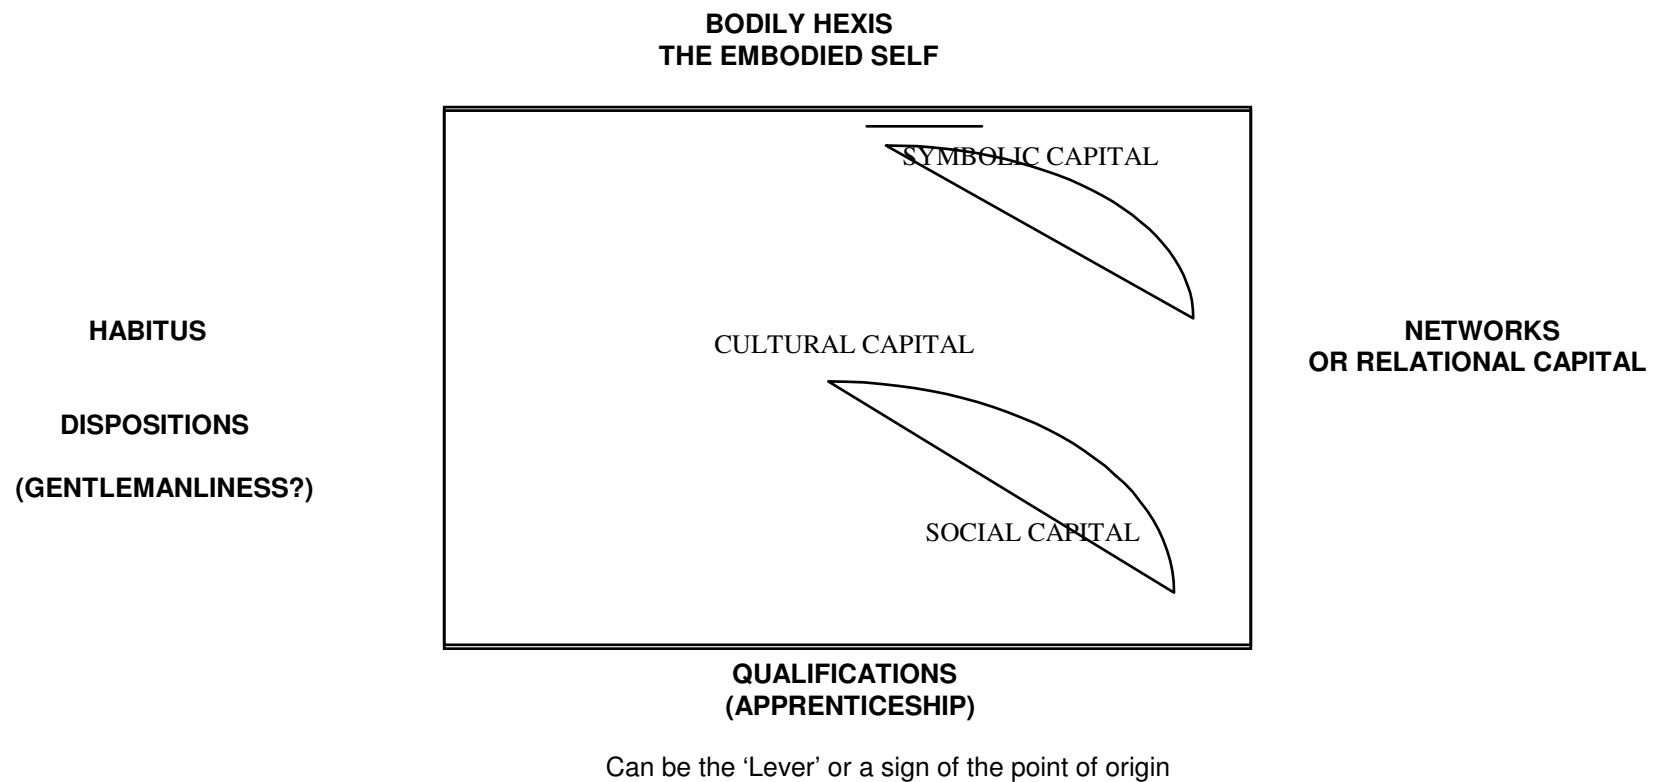 BODILY HEXIS
THE EMBODIED SELF
SYMBOLIC CAPITAL
HABITUS
CULTURAL CAPITAL
NETWORKS
OR RELATIONAL CAPITAL
DISPOSITIONS
(GENTLEMANLINESS?)
SOCIAL CAPITAL
QUALIFICATIONS
(APPRENTICESHIP)
Can be the ‘Lever’ or a sign of the point of origin